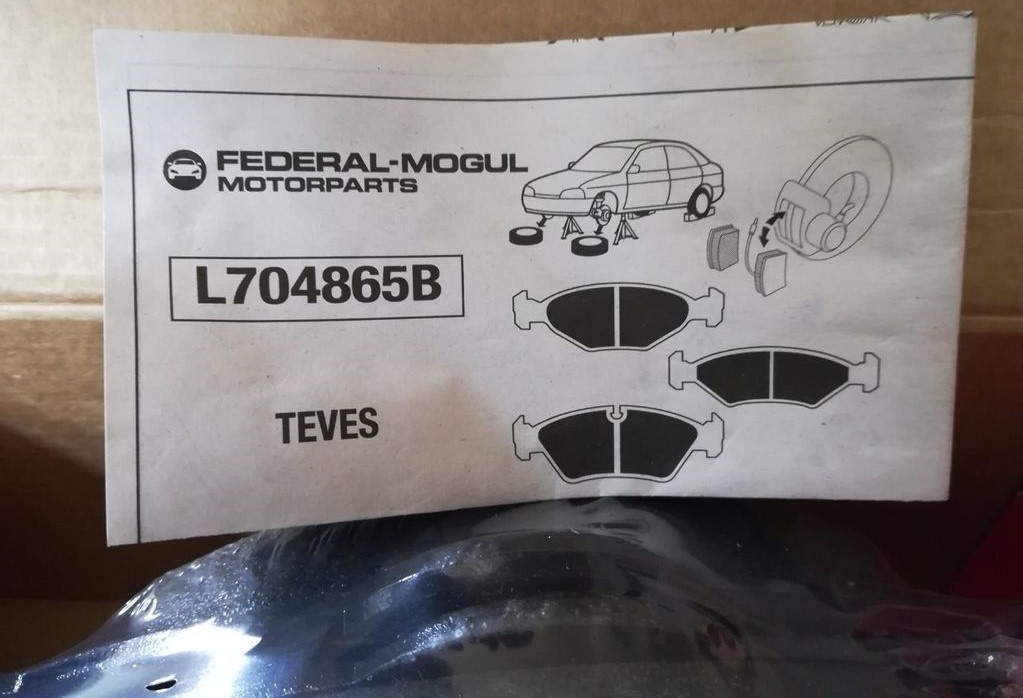 FEDERAL-MOGUL
MOTORPARTS
L704865B
TEVES